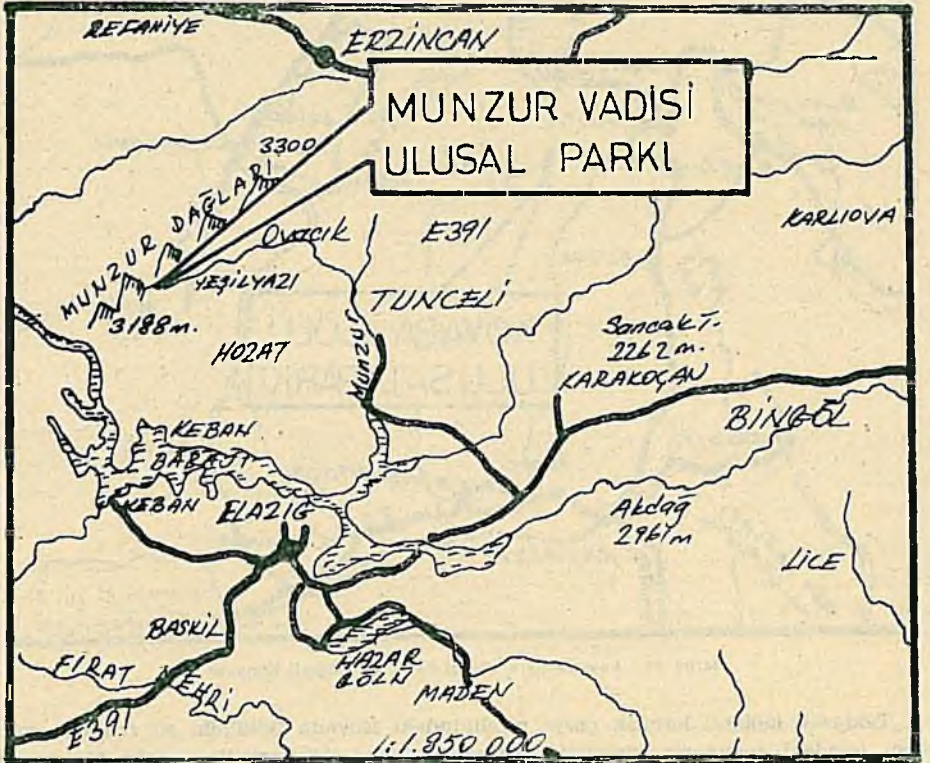 REFAHİYE
ERZİNCAN
MUNZUR VADİSİ
ULUSAL PARKI
3300
MUNZUR DAĞLARI
Ovacık
E391
KARLIOVA
YEŞİLYAZI
3188 m.
TUNCELİ
HOZAT
Munzur
Sancak T.
2262 m.
KARAKOÇAN
BİNGÖL
KEBAN
BARAJI
KEBAN
ELAZIĞ
Akdağ
2961 m
LİCE
BASKİL
FIRAT
NEHRİ
HAZAR
GÖLÜ
MADEN
E391
1:1.850 000